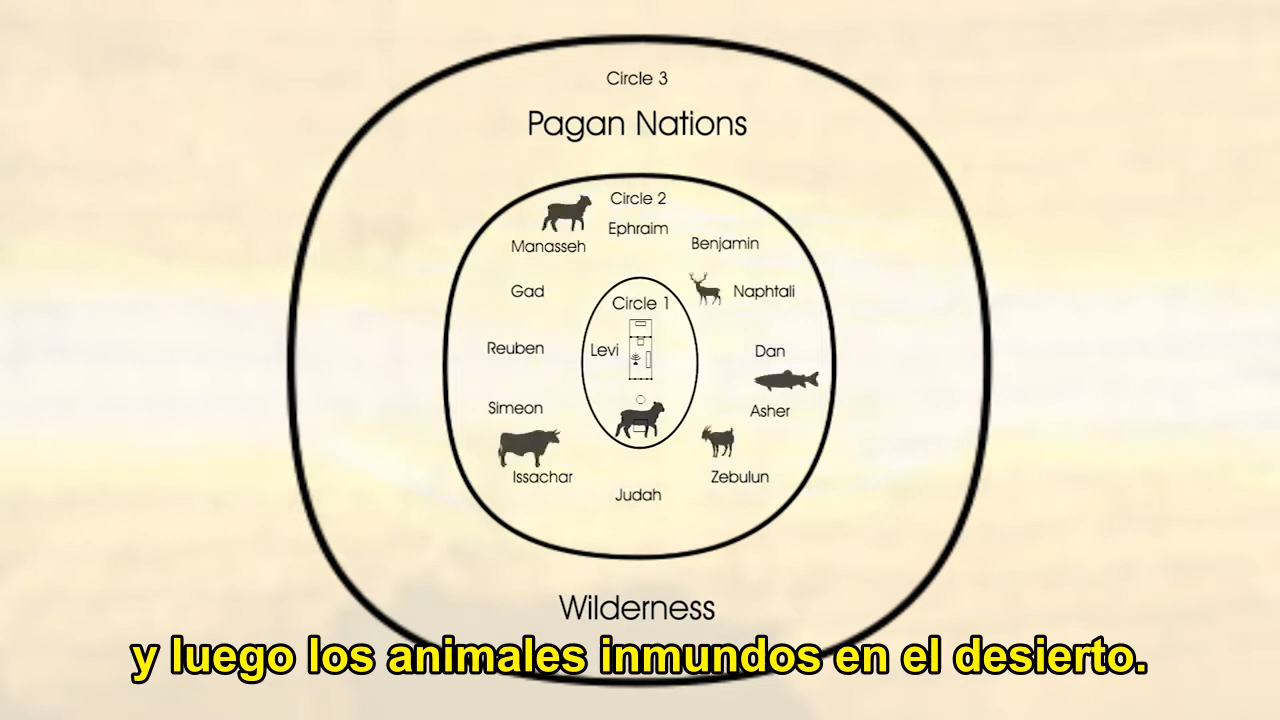 Circle 3
Pagan Nations
Circle 2
Ephraim
Manasseh
Benjamin
Gad
Naphtali
Circle 1
Reuben
Levi
Dan
Simeon
Asher
Issachar
Zebulun
Judah
Wilderness
y luego los animales inmundos en el desierto.